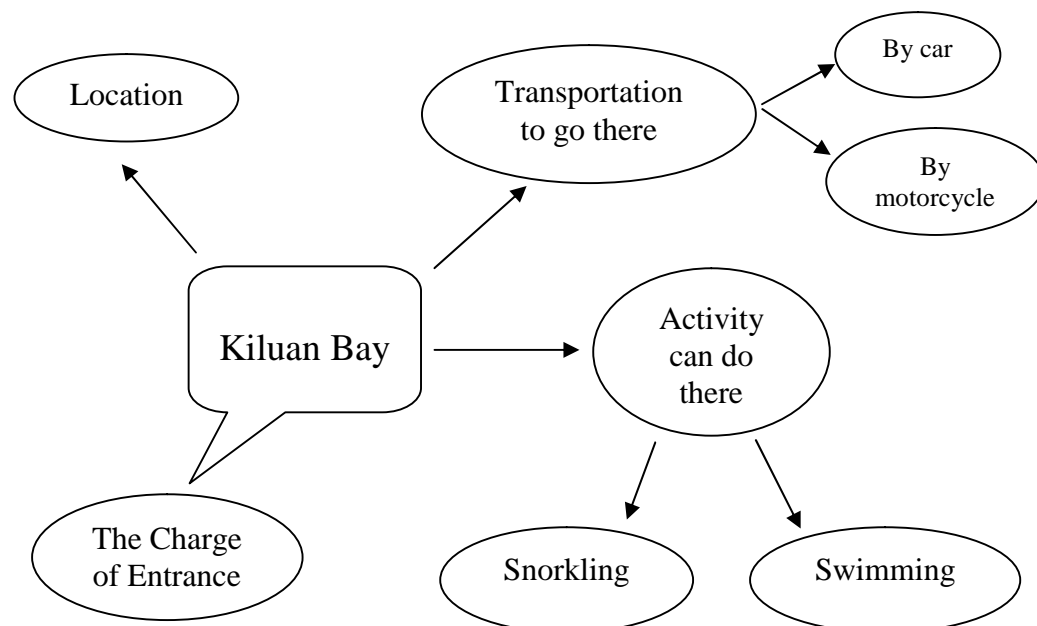 Location
Transportation
to go there
By car
By
motorcycle
Kiluan Bay
Activity
can do
there
The Charge
of Entrance
Snorkling
Swimming